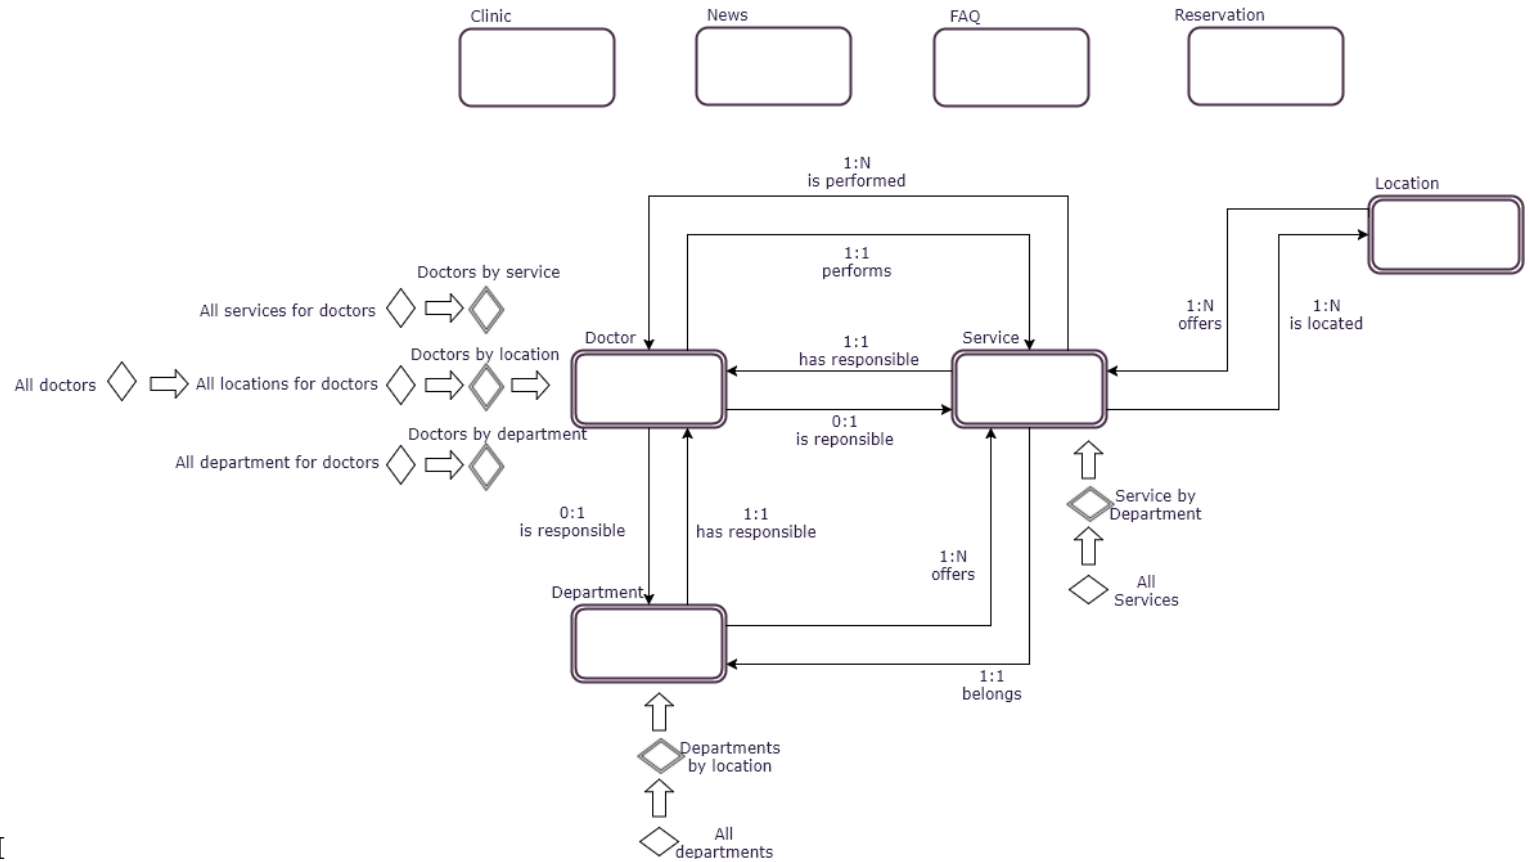 Clinic
News
FAQ
Reservation
1:N
is performed
Location
1:1
performs
Doctors by service
All services for doctors
1:N
offers
1:N
is located
Doctor
Service
1:1
has responsible
Doctors by location
All doctors
All locations for doctors
0:1
is reponsible
Doctors by department
All department for doctors
0:1
is responsible
1:1
has responsible
Service by
Department
1:N
offers
All
Services
Department
1:1
belongs
Departments
by location
All
departments